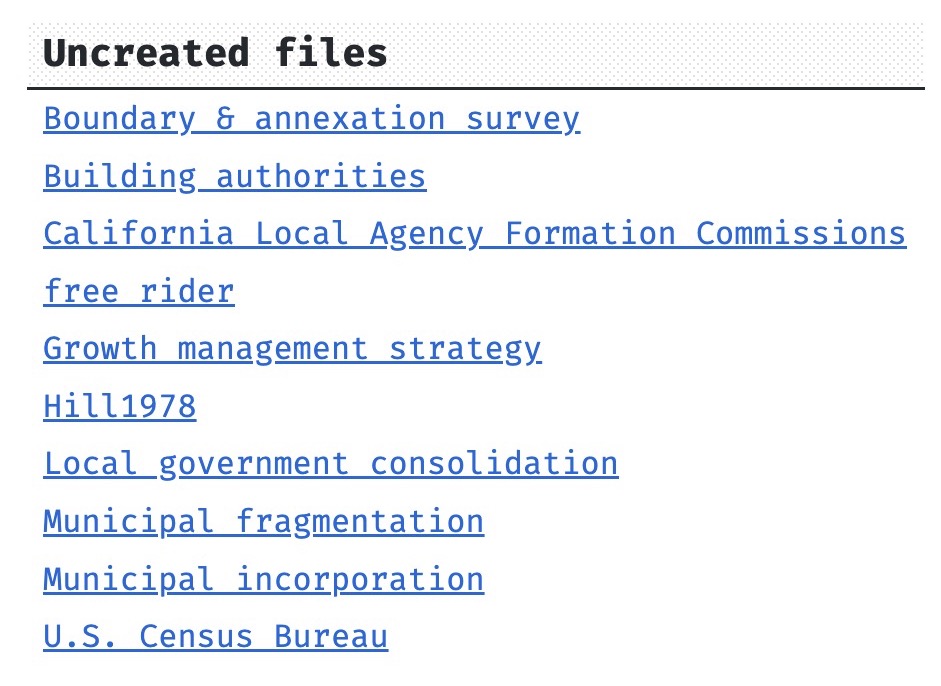 Uncreated files
Boundary & annexation survey
Building authorities
California Local Agency Formation Commissions
free rider
Growth management strategy
Hill1978
Local government consolidation
Municipal fragmentation
Municipal incorporation
U.S. Census Bureau